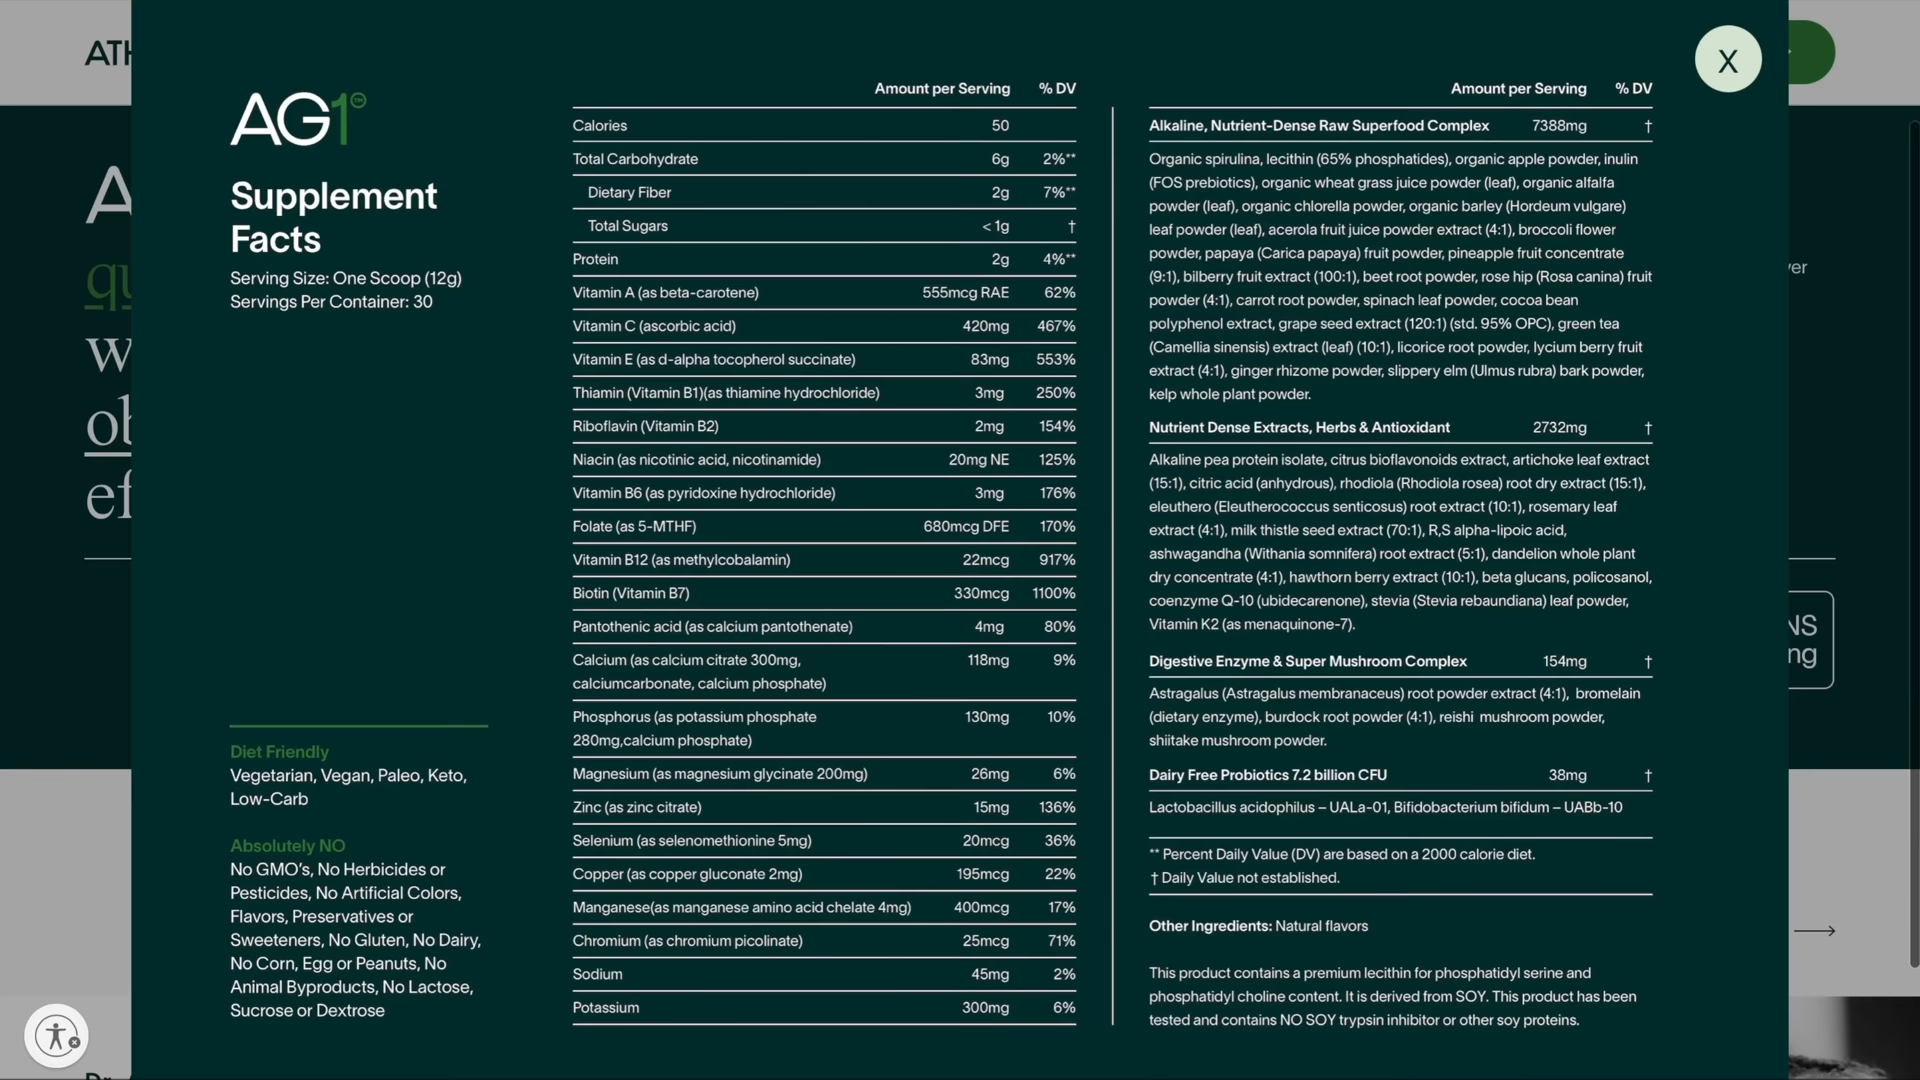 ATH
A
qu
w
ob
ef
AG1™
Supplement
Facts
Serving Size: One Scoop (12g)
Servings Per Container: 30
Diet Friendly
Vegetarian, Vegan, Paleo, Keto,
Low-Carb
Absolutely NO
No GMO’s, No Herbicides or
Pesticides, No Artificial Colors,
Flavors, Preservatives or
Sweeteners, No Gluten, No Dairy,
No Corn, Egg or Peanuts, No
Animal Byproducts, No Lactose,
Sucrose or Dextrose
Amount per Serving % DV
Calories 50
Total Carbohydrate 6g 2%**
Dietary Fiber 2g 7%**
Total Sugars < 1g †
Protein 2g 4%**
Vitamin A (as beta-carotene) 555mcg RAE 62%
Vitamin C (ascorbic acid) 420mg 467%
Vitamin E (as d-alpha tocopherol succinate) 83mg 553%
Thiamin (Vitamin B1)(as thiamine hydrochloride) 3mg 250%
Riboflavin (Vitamin B2) 2mg 154%
Niacin (as nicotinic acid, nicotinamide) 20mg NE 125%
Vitamin B6 (as pyridoxine hydrochloride) 3mg 176%
Folate (as 5-MTHF) 680mcg DFE 170%
Vitamin B12 (as methylcobalamin) 22mcg 917%
Biotin (Vitamin B7) 330mcg 1100%
Pantothenic acid (as calcium pantothenate) 4mg 80%
Calcium (as calcium citrate 300mg, 118mg 9%
calciumcarbonate, calcium phosphate)
Phosphorus (as potassium phosphate 130mg 10%
280mg,calcium phosphate)
Magnesium (as magnesium glycinate 200mg) 26mg 6%
Zinc (as zinc citrate) 15mg 136%
Selenium (as selenomethionine 5mg) 20mcg 36%
Copper (as copper gluconate 2mg) 195mcg 22%
Manganese(as manganese amino acid chelate 4mg) 400mcg 17%
Chromium (as chromium picolinate) 25mcg 71%
Sodium 45mg 2%
Potassium 300mg 6%
Amount per Serving % DV
Alkaline, Nutrient-Dense Raw Superfood Complex 7388mg †
Organic spirulina, lecithin (65% phosphatides), organic apple powder, inulin
(FOS prebiotics), organic wheat grass juice powder (leaf), organic alfalfa
powder (leaf), organic chlorella powder, organic barley (Hordeum vulgare)
leaf powder (leaf), acerola fruit juice powder extract (4:1), broccoli flower
powder, papaya (Carica papaya) fruit powder, pineapple fruit concentrate
(9:1), bilberry fruit extract (100:1), beet root powder, rose hip (Rosa canina) fruit
powder (4:1), carrot root powder, spinach leaf powder, cocoa bean
polyphenol extract, grape seed extract (120:1) (std. 95% OPC), green tea
(Camellia sinensis) extract (leaf) (10:1), licorice root powder, lycium berry fruit
extract (4:1), ginger rhizome powder, slippery elm (Ulmus rubra) bark powder,
kelp whole plant powder.
Nutrient Dense Extracts, Herbs & Antioxidant 2732mg †
Alkaline pea protein isolate, citrus bioflavonoids extract, artichoke leaf extract
(15:1), citric acid (anhydrous), rhodiola (Rhodiola rosea) root dry extract (15:1),
eleuthero (Eleutherococcus senticosus) root extract (10:1), rosemary leaf
extract (4:1), milk thistle seed extract (70:1), R,S alpha-lipoic acid,
ashwagandha (Withania somnifera) root extract (5:1), dandelion whole plant
dry concentrate (4:1), hawthorn berry extract (10:1), beta glucans, policosanol,
coenzyme Q-10 (ubidecarenone), stevia (Stevia rebaundiana) leaf powder,
Vitamin K2 (as menaquinone-7).
Digestive Enzyme & Super Mushroom Complex 154mg †
Astragalus (Astragalus membranaceus) root powder extract (4:1), bromelain
(dietary enzyme), burdock root powder (4:1), reishi mushroom powder,
shiitake mushroom powder.
Dairy Free Probiotics 7.2 billion CFU 38mg †
Lactobacillus acidophilus – UALa-01, Bifidobacterium bifidum – UABb-10
** Percent Daily Value (DV) are based on a 2000 calorie diet.
† Daily Value not established.
Other Ingredients: Natural flavors
This product contains a premium lecithin for phosphatidyl serine and
phosphatidyl choline content. It is derived from SOY. This product has been
tested and contains NO SOY trypsin inhibitor or other soy proteins.
X
er
NS
ng